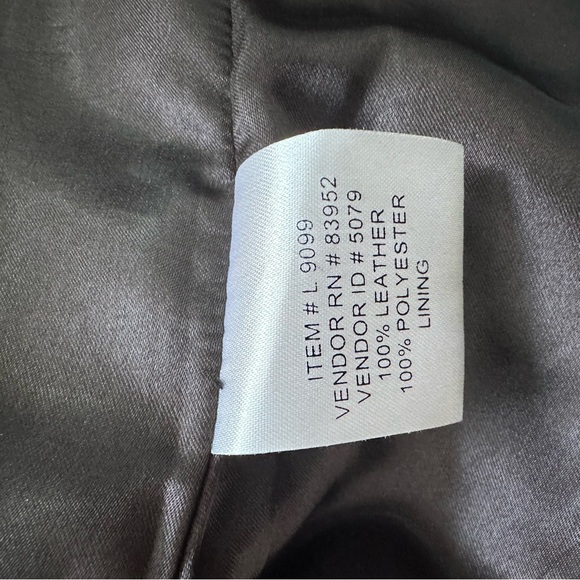 ITEM # L 9099
VENDOR RN # 83952
VENDOR ID # 5079
100% LEATHER
100% POLYESTER
LINING